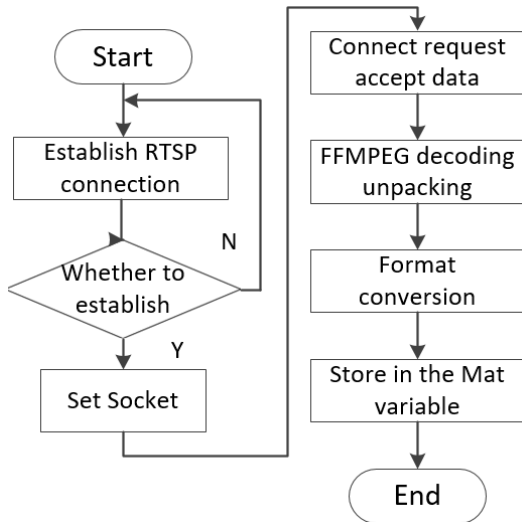 Start
Establish RTSP
connection
N
Whether to
establish
Y
Set Socket
Connect request
accept data
FFMPEG decoding
unpacking
Format
conversion
Store in the Mat
variable
End